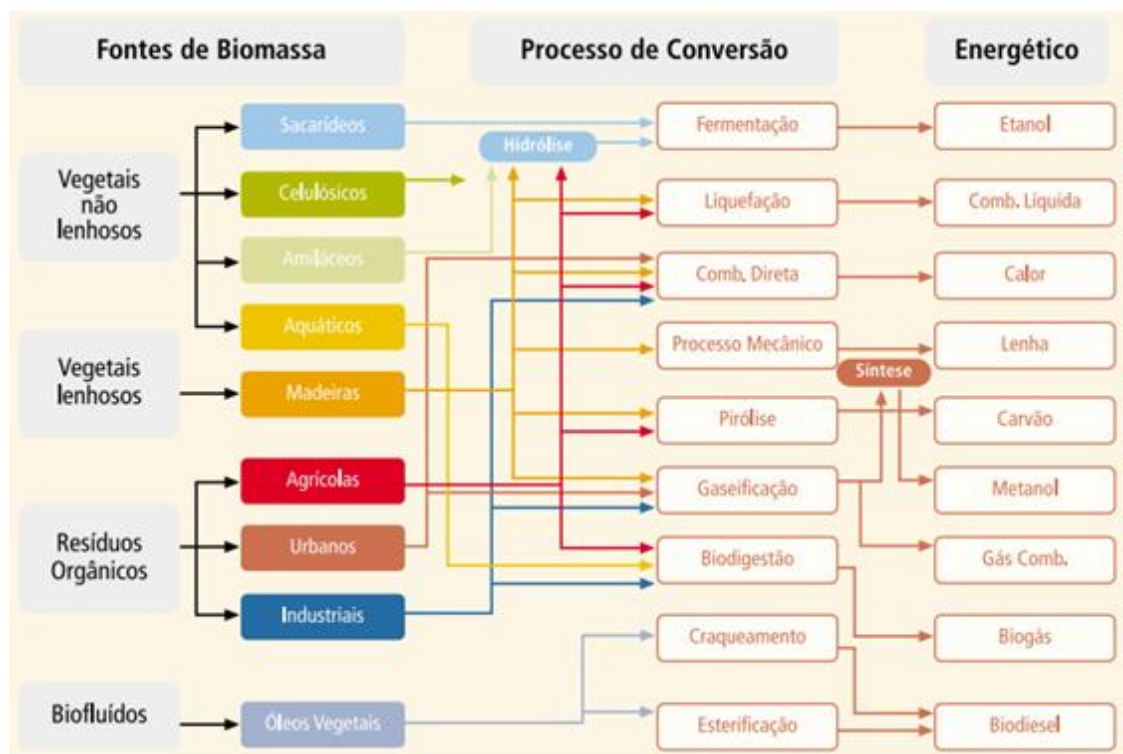 Fontes de Biomassa
Processo de Conversão
Energético
Vegetais
não
lenhosos
Vegetais
lenhosos
Resíduos
Orgânicos
Biofluídos
Sacarídeos
Celulósicos
Amiláceos
Aquáticos
Madeiras
Agrícolas
Urbanos
Industriais
Óleos Vegetais
Hidrólise
Fermentação
Liquefação
Comb. Direta
Processo Mecânico
Pirólise
Gaseificação
Biodigestão
Craqueamento
Esterificação
Síntese
Etanol
Comb. Líquida
Calor
Lenha
Carvão
Metanol
Gás Comb.
Biogás
Biodiesel